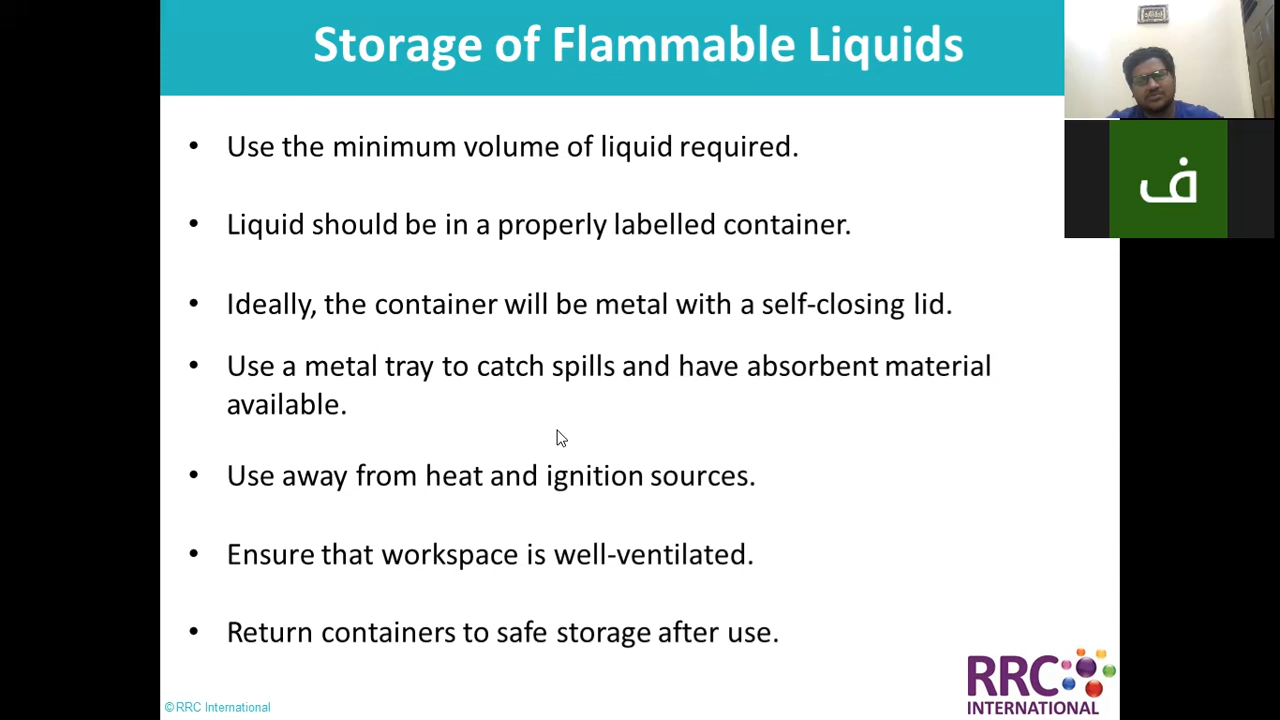 Storage of Flammable Liquids
• Use the minimum volume of liquid required.
• Liquid should be in a properly labelled container.
• Ideally, the container will be metal with a self-closing lid.
• Use a metal tray to catch spills and have absorbent material
available.
• Use away from heat and ignition sources.
• Ensure that workspace is well-ventilated.
• Return containers to safe storage after use.
©RRC International
RRC
INTERNATIONAL
ف